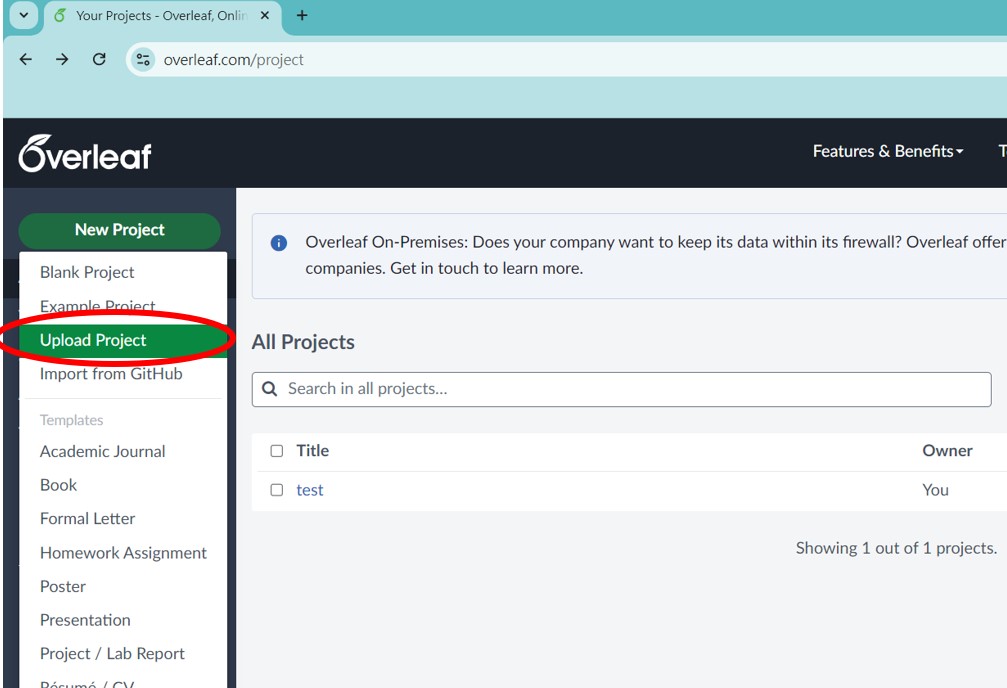 Your Projects - Overleaf, Onlin
overleaf.com/project
Overleaf
Features & Benefits
New Project
Blank Project
Example Project
Upload Project
Import from GitHub
Templates
Academic Journal
Book
Formal Letter
Homework Assignment
Poster
Presentation
Project / Lab Report
Résumé / CV
Overleaf On-Premises: Does your company want to keep its data within its firewall? Overleaf offer
companies. Get in touch to learn more.
All Projects
Search in all projects...
Title Owner
test You
Showing 1 out of 1 projects.